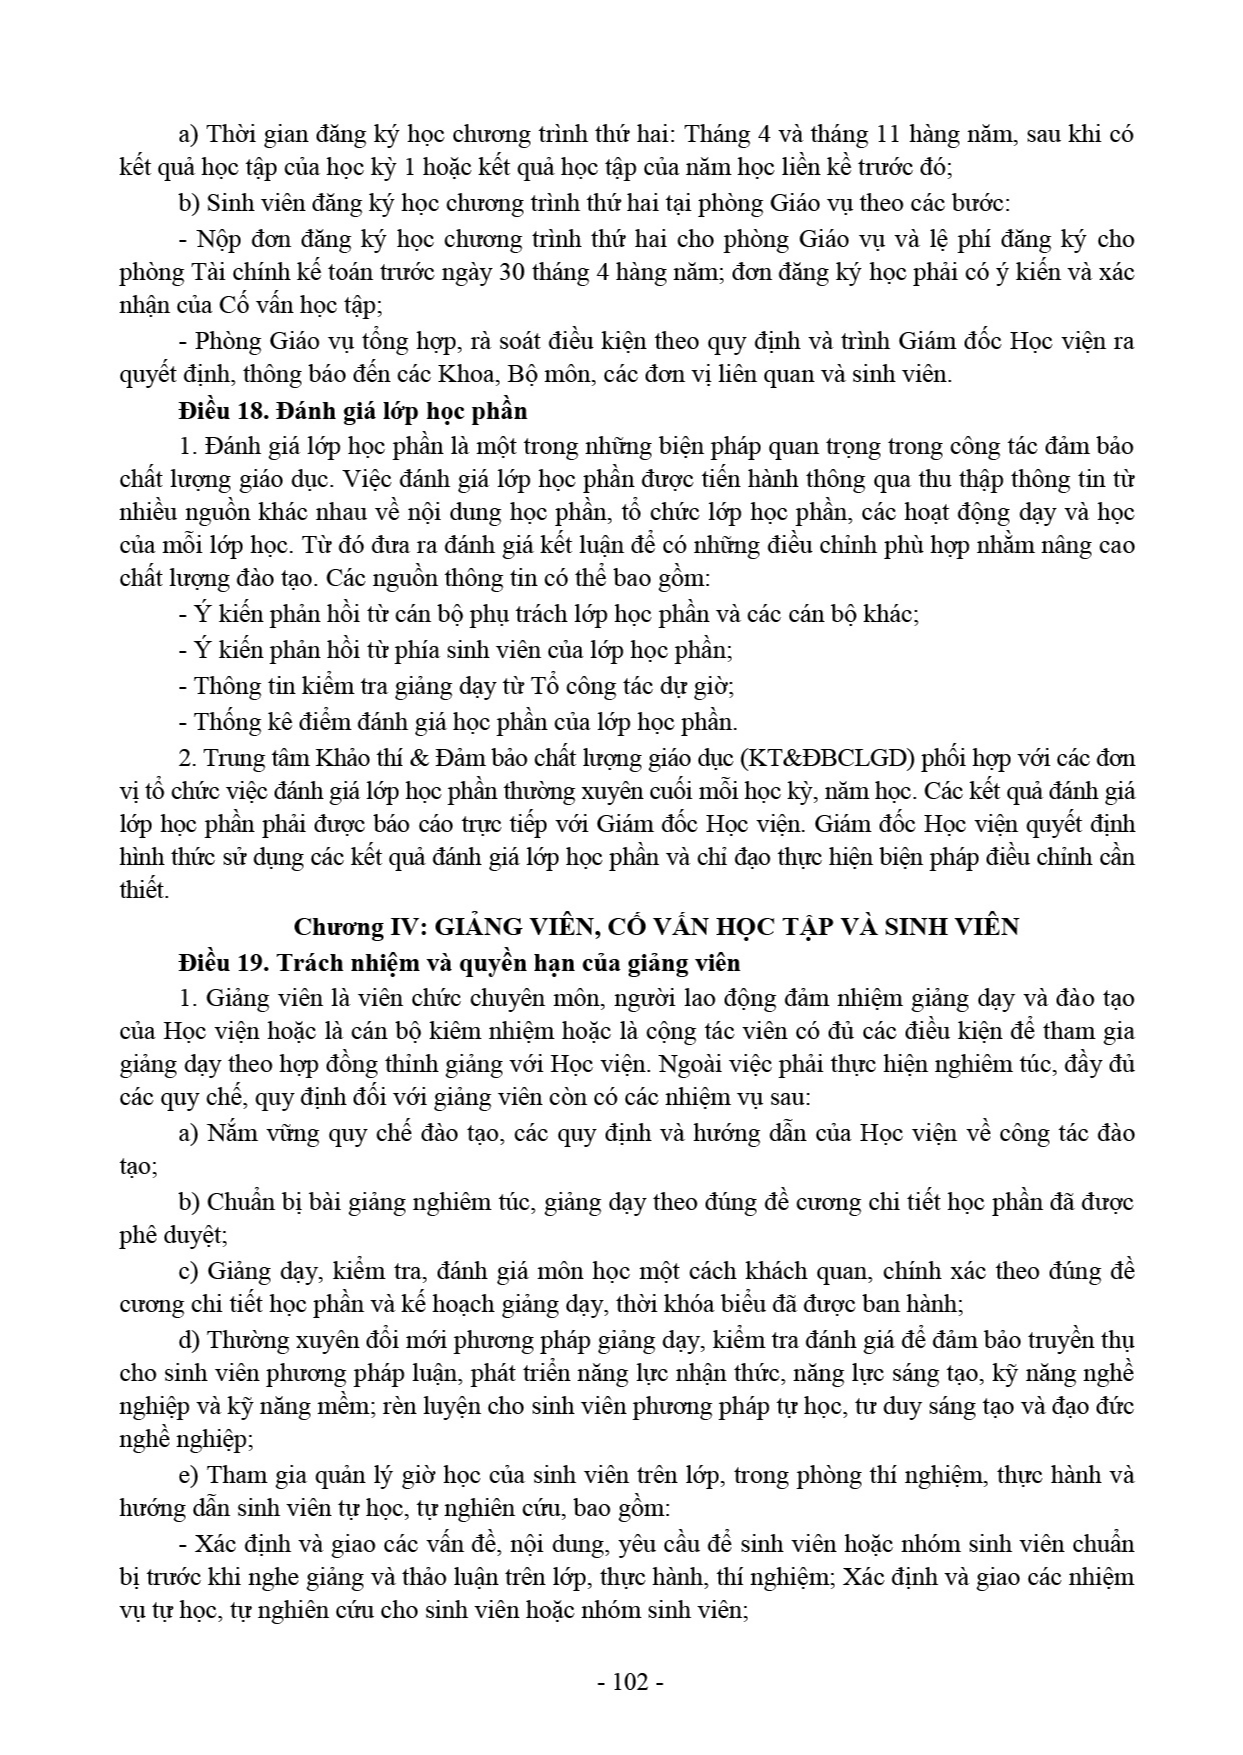 a) Thời gian đăng ký học chương trình thứ hai: Tháng 4 và tháng 11 hàng năm, sau khi có
kết quả học tập của học kỳ 1 hoặc kết quả học tập của năm học liền kề trước đó;
b) Sinh viên đăng ký học chương trình thứ hai tại phòng Giáo vụ theo các bước:
- Nộp đơn đăng ký học chương trình thứ hai cho phòng Giáo vụ và lệ phí đăng ký cho
phòng Tài chính kế toán trước ngày 30 tháng 4 hàng năm; đơn đăng ký học phải có ý kiến và xác
nhận của Cố vấn học tập;
- Phòng Giáo vụ tổng hợp, rà soát điều kiện theo quy định và trình Giám đốc Học viện ra
quyết định, thông báo đến các Khoa, Bộ môn, các đơn vị liên quan và sinh viên.
Điều 18. Đánh giá lớp học phần
1. Đánh giá lớp học phần là một trong những biện pháp quan trọng trong công tác đảm bảo
chất lượng giáo dục. Việc đánh giá lớp học phần được tiến hành thông qua thu thập thông tin từ
nhiều nguồn khác nhau về nội dung học phần, tổ chức lớp học phần, các hoạt động dạy và học
của mỗi lớp học. Từ đó đưa ra đánh giá kết luận để có những điều chỉnh phù hợp nhằm nâng cao
chất lượng đào tạo. Các nguồn thông tin có thể bao gồm:
- Ý kiến phản hồi từ cán bộ phụ trách lớp học phần và các cán bộ khác;
- Ý kiến phản hồi từ phía sinh viên của lớp học phần;
- Thông tin kiểm tra giảng dạy từ Tổ công tác dự giờ;
- Thống kê điểm đánh giá học phần của lớp học phần.
2. Trung tâm Khảo thí & Đảm bảo chất lượng giáo dục (KT&ĐBCLGD) phối hợp với các đơn
vị tổ chức việc đánh giá lớp học phần thường xuyên cuối mỗi học kỳ, năm học. Các kết quả đánh giá
lớp học phần phải được báo cáo trực tiếp với Giám đốc Học viện. Giám đốc Học viện quyết định
hình thức sử dụng các kết quả đánh giá lớp học phần và chỉ đạo thực hiện biện pháp điều chỉnh cần
thiết.
Chương IV: GIẢNG VIÊN, CỐ VẤN HỌC TẬP VÀ SINH VIÊN
Điều 19. Trách nhiệm và quyền hạn của giảng viên
1. Giảng viên là viên chức chuyên môn, người lao động đảm nhiệm giảng dạy và đào tạo
của Học viện hoặc là cán bộ kiêm nhiệm hoặc là cộng tác viên có đủ các điều kiện để tham gia
giảng dạy theo hợp đồng thỉnh giảng với Học viện. Ngoài việc phải thực hiện nghiêm túc, đầy đủ
các quy chế, quy định đối với giảng viên còn có các nhiệm vụ sau:
a) Nắm vững quy chế đào tạo, các quy định và hướng dẫn của Học viện về công tác đào
tạo;
b) Chuẩn bị bài giảng nghiêm túc, giảng dạy theo đúng đề cương chi tiết học phần đã được
phê duyệt;
c) Giảng dạy, kiểm tra, đánh giá môn học một cách khách quan, chính xác theo đúng đề
cương chi tiết học phần và kế hoạch giảng dạy, thời khóa biểu đã được ban hành;
d) Thường xuyên đổi mới phương pháp giảng dạy, kiểm tra đánh giá để đảm bảo truyền thụ
cho sinh viên phương pháp luận, phát triển năng lực nhận thức, năng lực sáng tạo, kỹ năng nghề
nghiệp và kỹ năng mềm; rèn luyện cho sinh viên phương pháp tự học, tư duy sáng tạo và đạo đức
nghề nghiệp;
e) Tham gia quản lý giờ học của sinh viên trên lớp, trong phòng thí nghiệm, thực hành và
hướng dẫn sinh viên tự học, tự nghiên cứu, bao gồm:
- Xác định và giao các vấn đề, nội dung, yêu cầu để sinh viên hoặc nhóm sinh viên chuẩn
bị trước khi nghe giảng và thảo luận trên lớp, thực hành, thí nghiệm; Xác định và giao các nhiệm
vụ tự học, tự nghiên cứu cho sinh viên hoặc nhóm sinh viên;
- 102 -